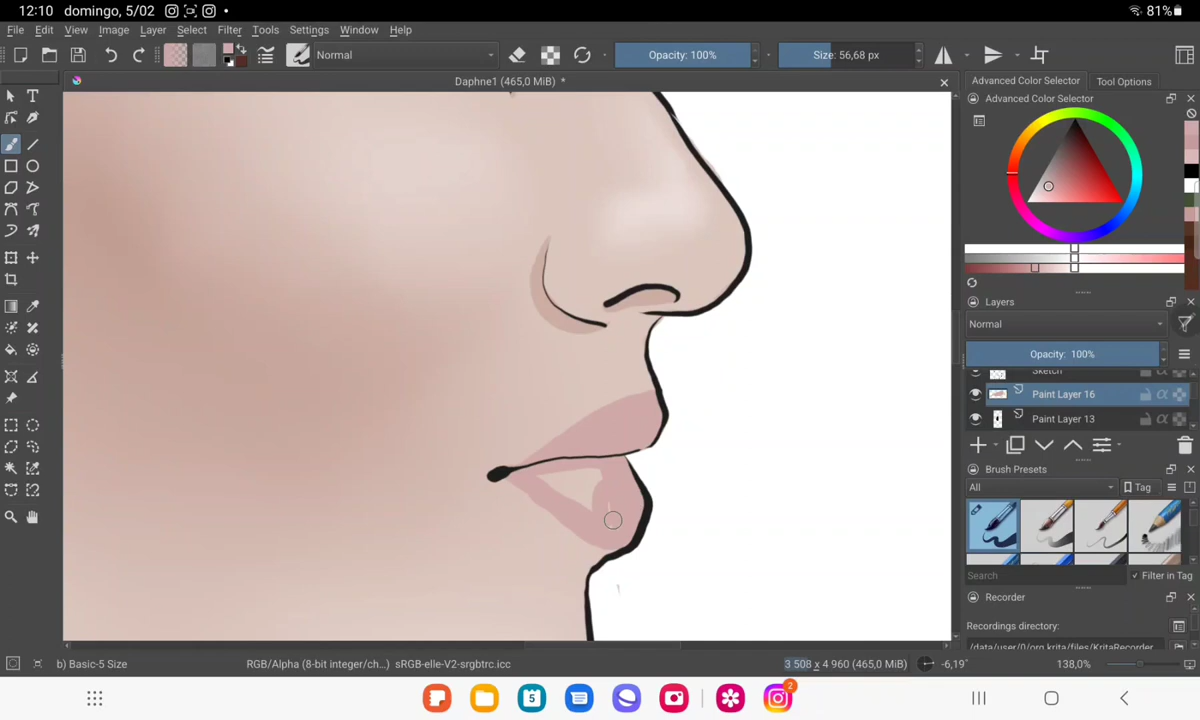 12:10 domingo, 5/02
81%
File Edit View Image Layer Select Filter Tools Settings Window Help
Normal
Opacity: 100%
Size: 56,68 px
Daphne1 (465,0 MiB) *
Advanced Color Selector
Tool Options
Advanced Color Selector
Layers
Normal
Opacity: 100%
Sketch
Paint Layer 16
Paint Layer 13
Brush Presets
All
Tag
Search
Filter in Tag
Recorder
Recordings directory:
/data/user/0/org.krita/files/KritaRecorder
b) Basic-5 Size
RGB/Alpha (8-bit integer/ch...) sRGB-elle-V2-srgbtrc.icc
3 508 x 4 960 (465,0 MiB)
-6,19°
138,0%
5
2